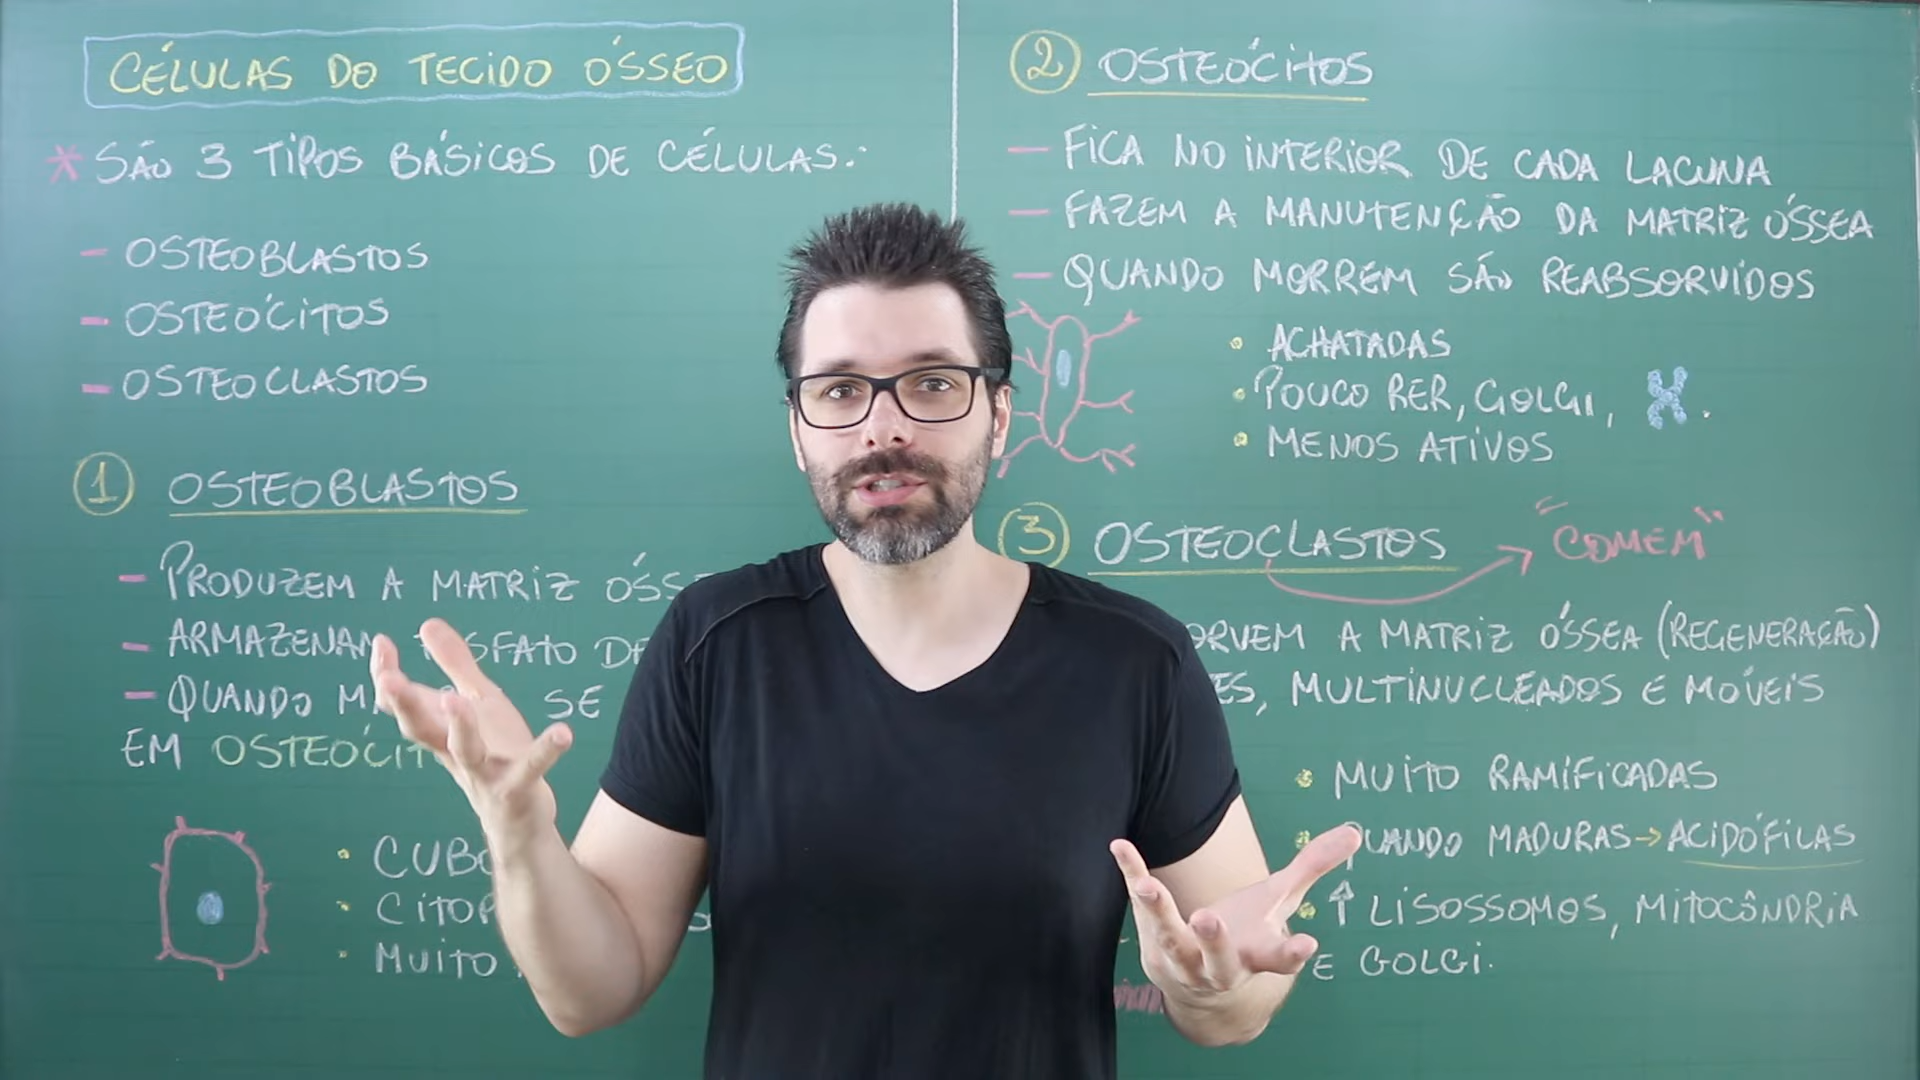 CÉLULAS DO TECIDO ÓSSEO
* SÃO 3 TIPOS BÁSICOS DE CÉLULAS:
- OSTEOBLASTOS
- OSTEÓCITOS
- OSTEOCLASTOS
1 OSTEOBLASTOS
- PRODUZEM A MATRIZ
- ARMAZENAM
- QUANDO SE
EM
• MUITO
2 OSTEÓCITOS
- FICA NO INTERIOR DE CADA LACUNA
- FAZEM A MANUTENÇÃO DA MATRIZ ÓSSEA
- QUANDO MORREM SÃO REABSORVIDOS
• ACHATADAS
• POUCO RER, GOLGI, .
• MENOS ATIVOS
3 OSTEOCLASTOS → "COMEM"
A MATRIZ ÓSSEA (REGENERAÇÃO)
MULTINUCLEADOS E MÓVEIS
• MUITO RAMIFICADAS
• QUANDO MADURAS → ACIDÓFILAS
• ↑ LISOSSOMOS, MITOCÔNDRIA
E GOLGI.